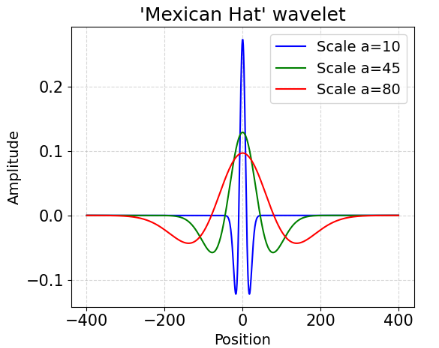 'Mexican Hat' wavelet
Scale a=10
Scale a=45
Scale a=80
Amplitude
0.2
0.1
0.0
−0.1
−400
−200
0
200
400
Position